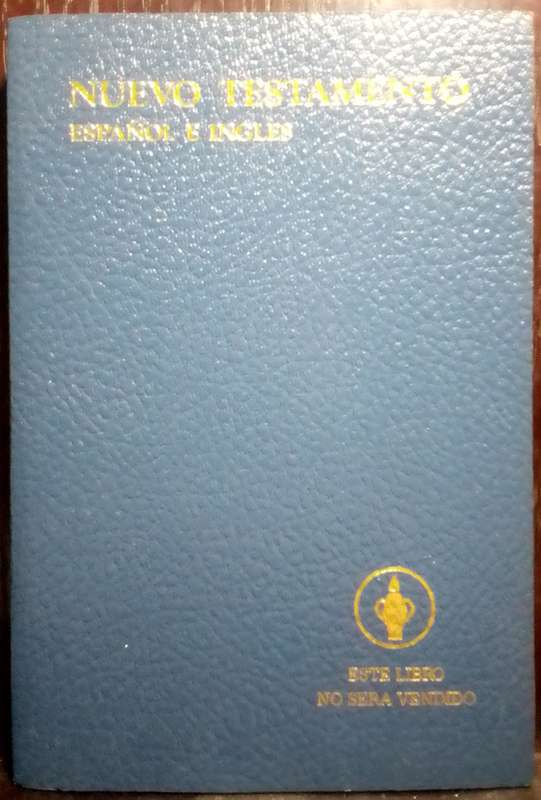 NUEVO TESTAMENTO
ESPAÑOL E INGLES
ESTE LIBRO
NO SERA VENDIDO